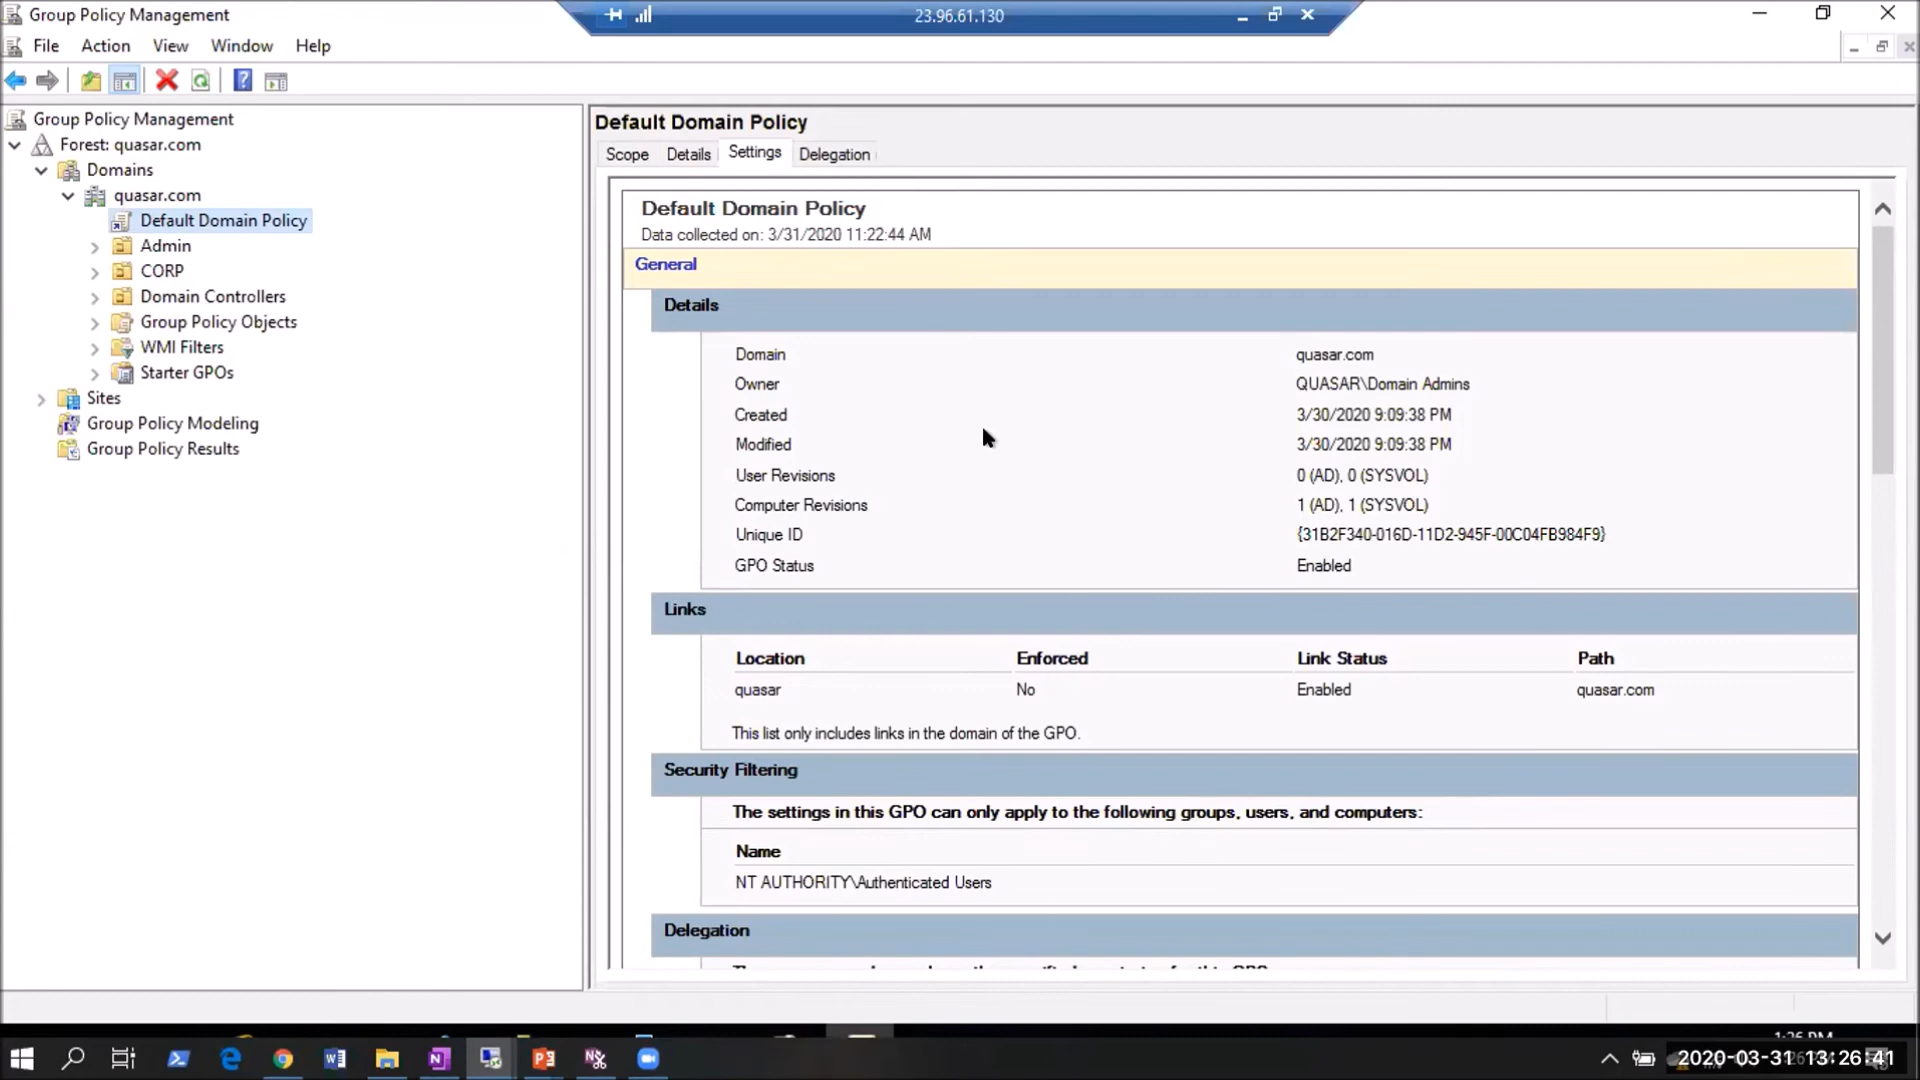 Group Policy Management
23.96.61.130
File Action View Window Help
Group Policy Management
Forest: quasar.com
Domains
quasar.com
Default Domain Policy
Admin
CORP
Domain Controllers
Group Policy Objects
WMI Filters
Starter GPOs
Sites
Group Policy Modeling
Group Policy Results
Default Domain Policy
Scope Details Settings Delegation
Default Domain Policy
Data collected on: 3/31/2020 11:22:44 AM
General
Details
Domain quasar.com
Owner QUASAR\Domain Admins
Created 3/30/2020 9:09:38 PM
Modified 3/30/2020 9:09:38 PM
User Revisions 0 (AD), 0 (SYSVOL)
Computer Revisions 1 (AD), 1 (SYSVOL)
Unique ID {31B2F340-016D-11D2-945F-00C04FB984F9}
GPO Status Enabled
Links
Location Enforced Link Status Path
quasar No Enabled quasar.com
This list only includes links in the domain of the GPO.
Security Filtering
The settings in this GPO can only apply to the following groups, users, and computers:
Name
NT AUTHORITY\Authenticated Users
Delegation
2020-03-31 13:26:41